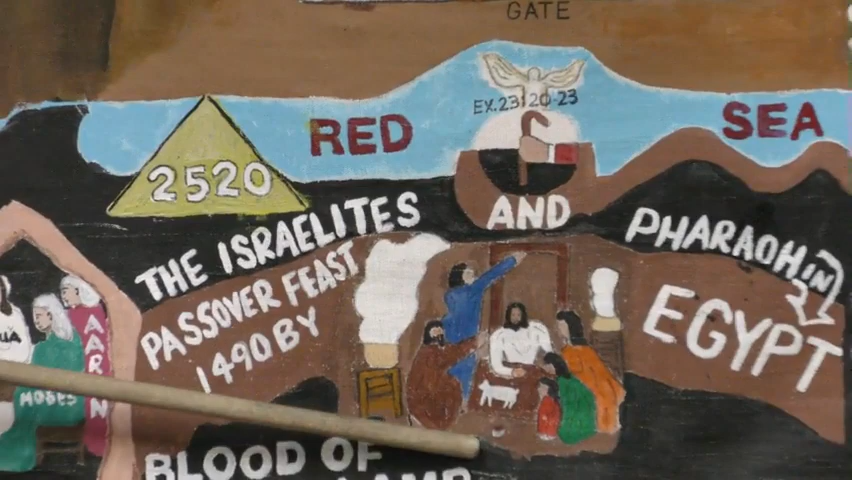 GATE
EX.23:20-23
RED
SEA
2520
THE ISRAELITES
AND
PHARAOH IN
EGYPT
PASSOVER FEAST
1490 BY
AARON
MOSES
BLOOD OF
LAMB